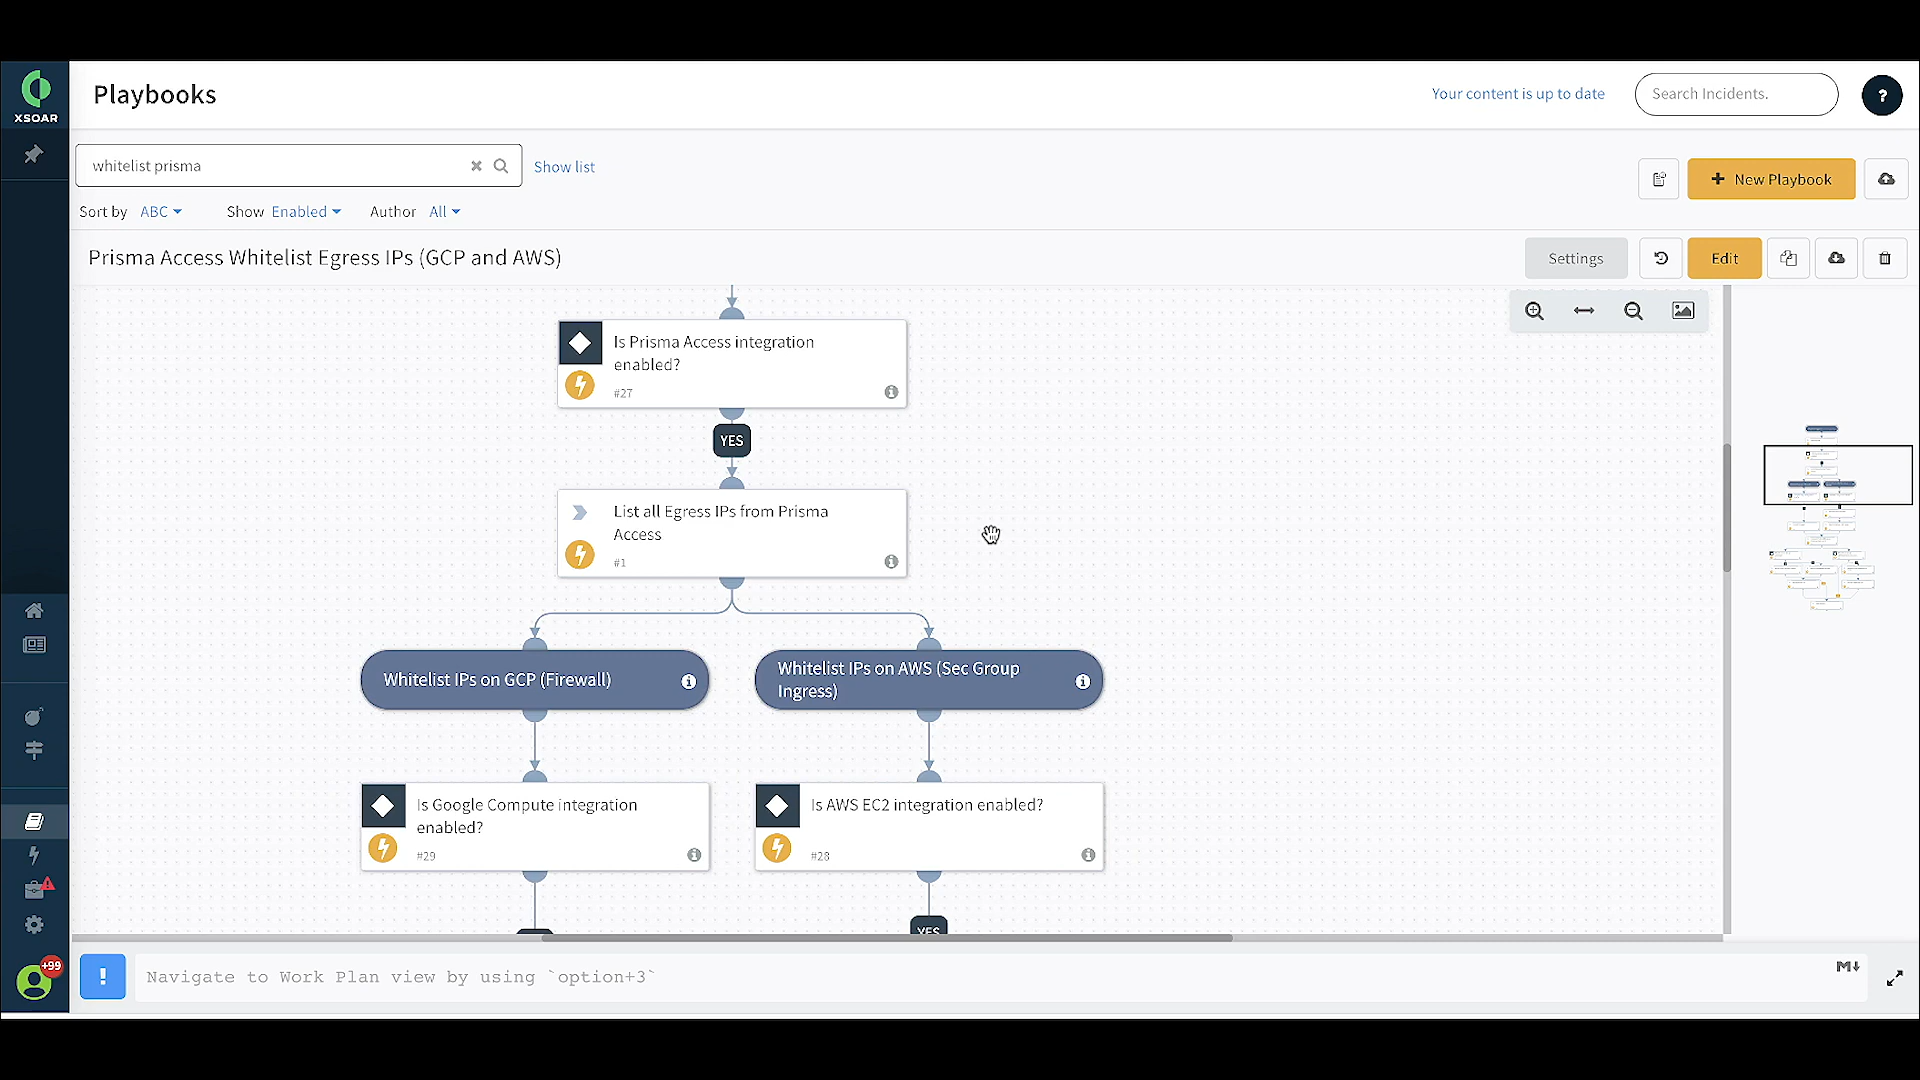 XSOAR
Playbooks
Your content is up to date
Search Incidents.
?
whitelist prisma
Show list
+ New Playbook
Sort by ABC
Show Enabled
Author All
Prisma Access Whitelist Egress IPs (GCP and AWS)
Settings
Edit
Is Prisma Access integration
enabled?
#27
YES
List all Egress IPs from Prisma
Access
#1
Whitelist IPs on GCP (Firewall)
Whitelist IPs on AWS (Sec Group
Ingress)
Is Google Compute integration
enabled?
#29
Is AWS EC2 integration enabled?
#28
YES
+99
!
Navigate to Work Plan view by using `option+3`
M↓